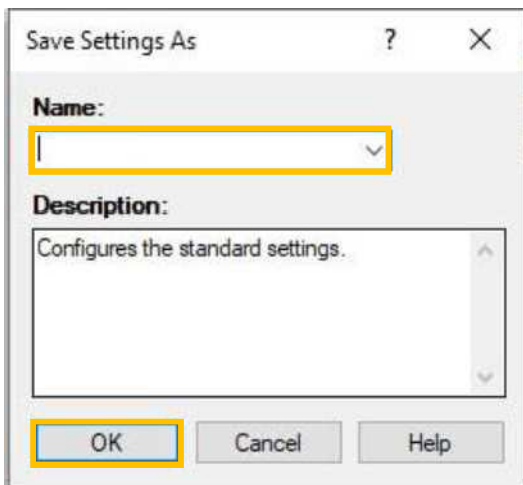 Save Settings As ? X
Name:
Description:
Configures the standard settings.
OK Cancel Help